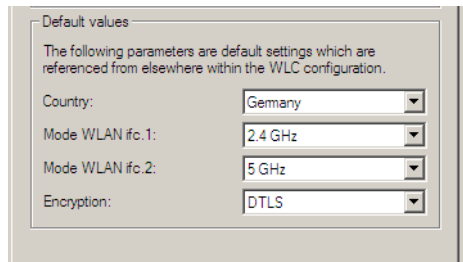 Default values
The following parameters are default settings which are
referenced from elsewhere within the WLC configuration.
Country: Germany
Mode WLAN ifc.1: 2.4 GHz
Mode WLAN ifc.2: 5 GHz
Encryption: DTLS